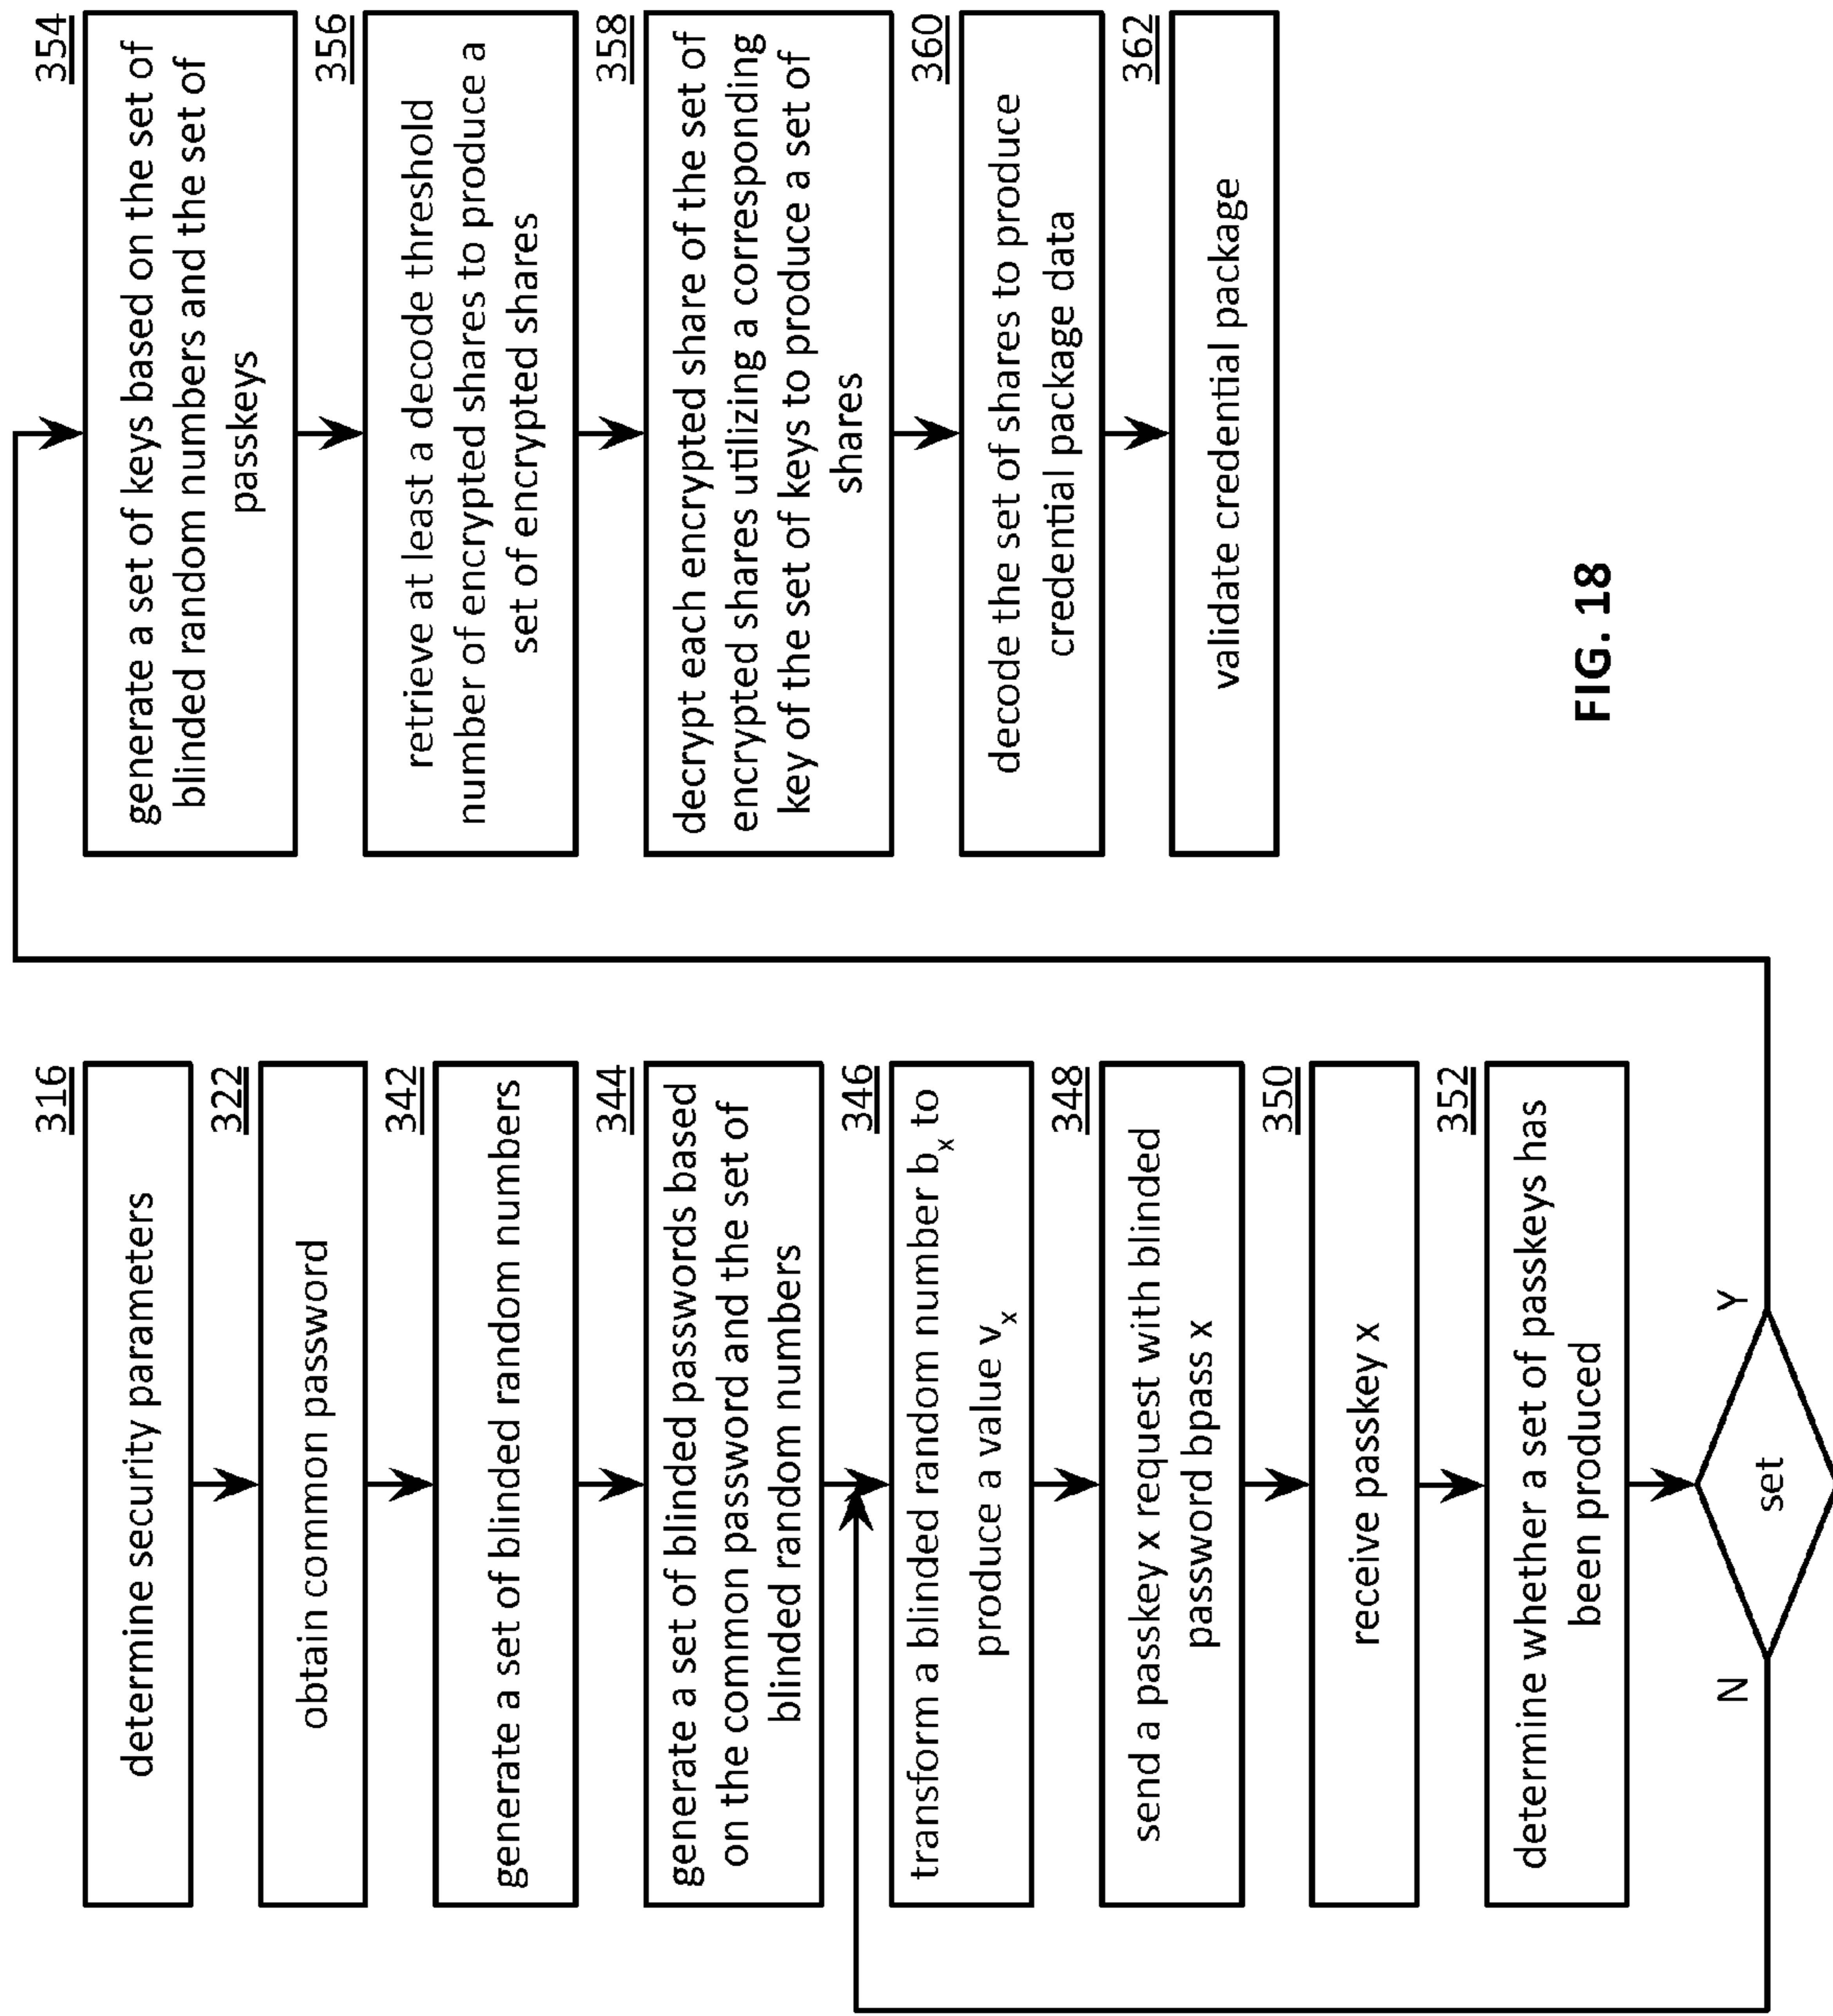 316
determine security parameters
322
obtain common password
342
generate a set of blinded random numbers
344
generate a set of blinded passwords based
on the common password and the set of
blinded random numbers
346
transform a blinded random number bx to
produce a value vx
348
send a passkey x request with blinded
password bpass x
350
receive passkey x
352
determine whether a set of passkeys has
been produced
N
set
Y
354
generate a set of keys based on the set of
blinded random numbers and the set of
passkeys
356
retrieve at least a decode threshold
number of encrypted shares to produce a
set of encrypted shares
358
decrypt each encrypted share of the set of
encrypted shares utilizing a corresponding
key of the set of keys to produce a set of
shares
360
decode the set of shares to produce
credential package data
362
validate credential package
FIG. 18